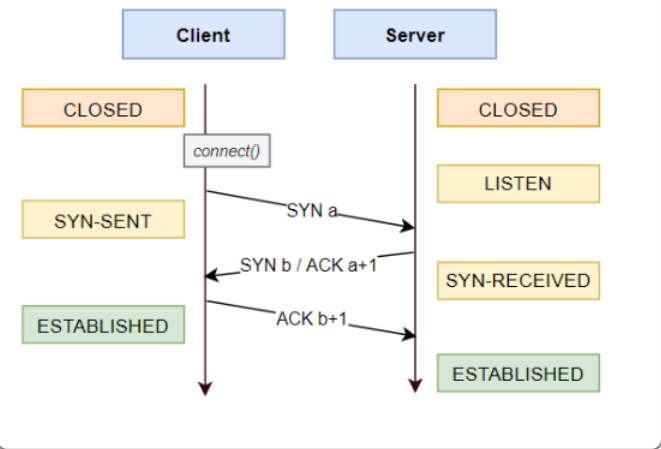 Client
Server
CLOSED
CLOSED
connect()
LISTEN
SYN a
SYN-SENT
SYN b / ACK a+1
SYN-RECEIVED
ACK b+1
ESTABLISHED
ESTABLISHED